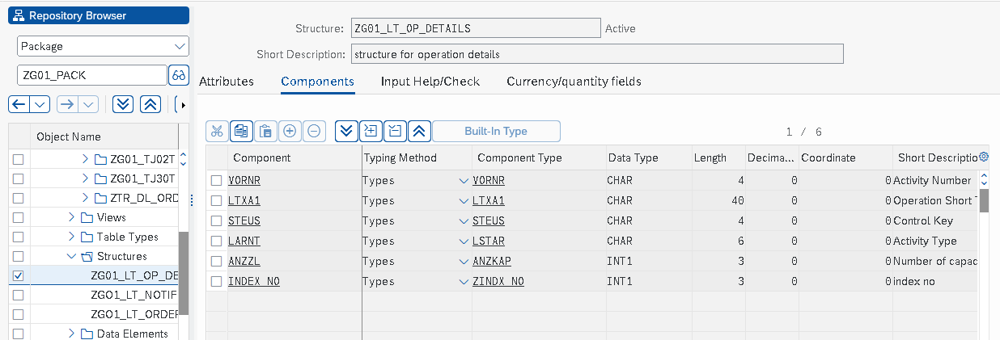 Repository Browser
Package
ZG01_PACK
Object Name
ZG01_TJ02T
ZG01_TJ30T
ZTR_DL_ORD
Views
Table Types
Structures
ZG01_LT_OP_DE
ZGO1_LT_NOTIF
ZGO1_LT_ORDER
Data Elements
Structure: ZG01_LT_OP_DETAILS Active
Short Description: structure for operation details
Attributes Components Input Help/Check Currency/quantity fields
Built-In Type 1 / 6
Component Typing Method Component Type Data Type Length Decima... Coordinate Short Descriptio
VORNR Types VORNR CHAR 4 0 0 Activity Number
LTXA1 Types LTXA1 CHAR 40 0 0 Operation Short T
STEUS Types STEUS CHAR 4 0 0 Control Key
LARNT Types LSTAR CHAR 6 0 0 Activity Type
ANZZL Types ANZKAP INT1 3 0 0 Number of capac
INDEX_NO Types ZINDX_NO INT1 3 0 0 index no